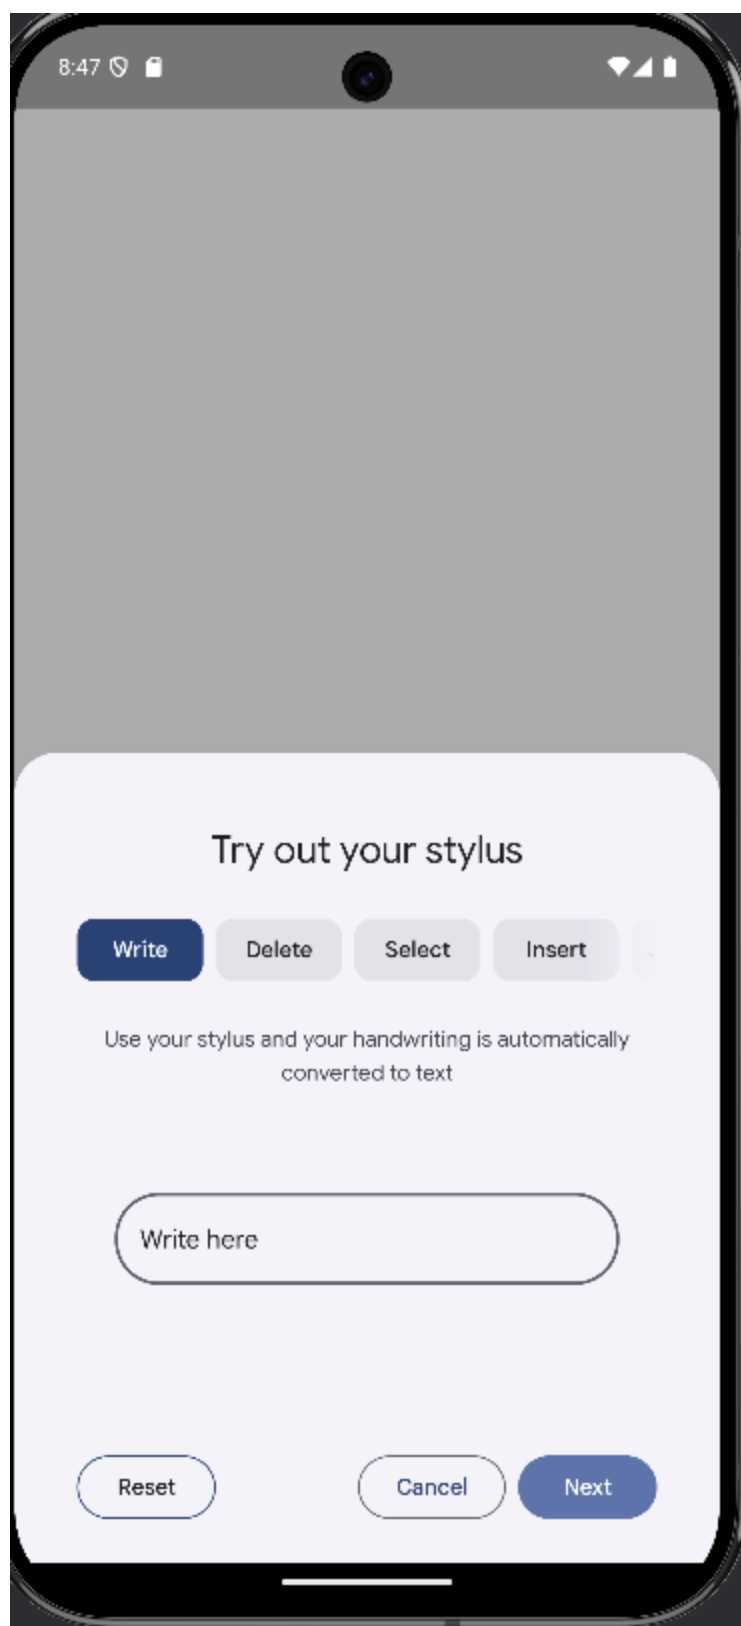 8:47
Try out your stylus
Write Delete Select Insert
Use your stylus and your handwriting is automatically
converted to text
Write here
Reset Cancel Next